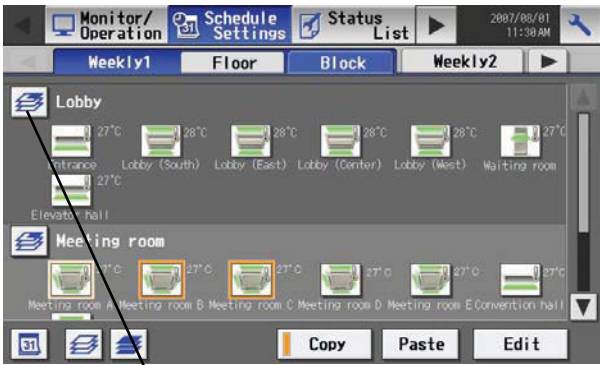 Monitor/ Operation
31 Schedule Settings
Status List
2007/08/01
11:30 AM
Weekly1 Floor Block Weekly2
Lobby
27°C 28°C 28°C 28°C 28°C 27°C
Entrance Lobby (South) Lobby (East) Lobby (Center) Lobby (West) Waiting room
27°C
Elevator hall
Meeting room
27°C 27°C 27°C 27°C 27°C 27°C
Meeting room A Meeting room B Meeting room C Meeting room D Meeting room E Convention hall
31 Copy Paste Edit